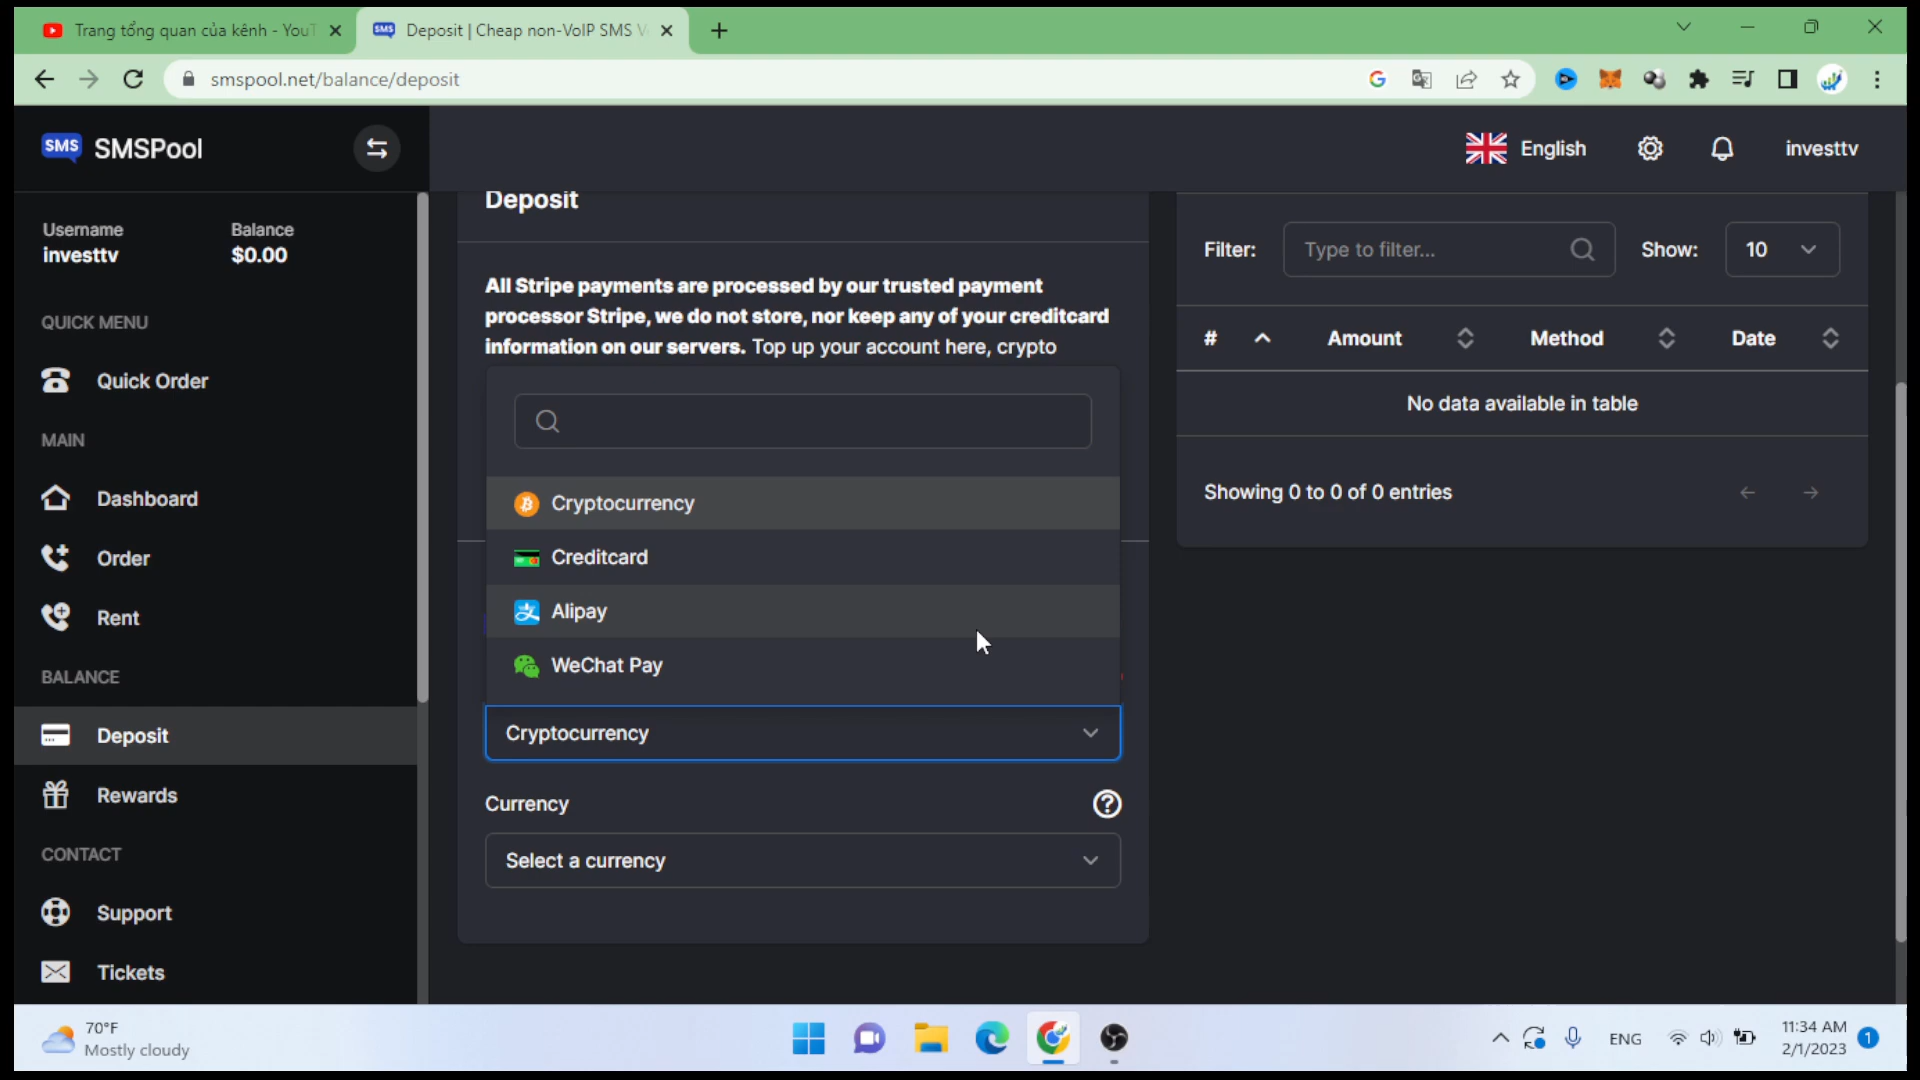 Trang tổng quan của kênh - YouT
Deposit | Cheap non-VoIP SMS V
smspool.net/balance/deposit
SMS SMSPool
English
investtv
Username
investtv
Balance
$0.00
QUICK MENU
Quick Order
MAIN
Dashboard
Order
Rent
BALANCE
Deposit
Rewards
CONTACT
Support
Tickets
Deposit
All Stripe payments are processed by our trusted payment
processor Stripe, we do not store, nor keep any of your creditcard
information on our servers. Top up your account here, crypto
Cryptocurrency
Creditcard
Alipay
WeChat Pay
Cryptocurrency
Currency
Select a currency
Filter: Type to filter... Show: 10
# Amount Method Date
No data available in table
Showing 0 to 0 of 0 entries
70°F
Mostly cloudy
ENG
11:34 AM
2/1/2023
1